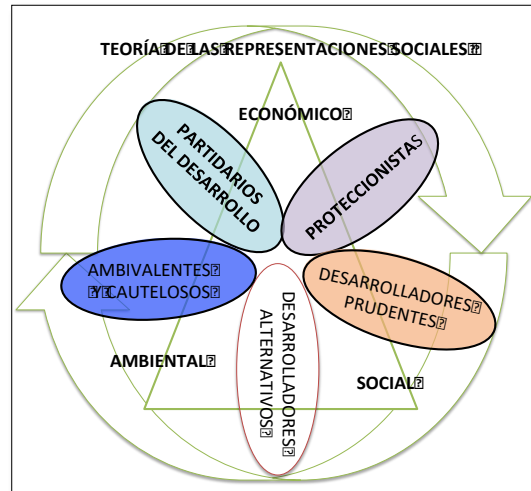 TEORÍA DE LAS REPRESENTACIONES SOCIALES
ECONÓMICO
PARTIDARIOS
DEL DESARROLLO
PROTECCIONISTAS
AMBIVALENTES
Y CAUTELOSOS
DESARROLLADORES
PRUDENTES
DESARROLLADORES
ALTERNATIVOS
AMBIENTAL
SOCIAL